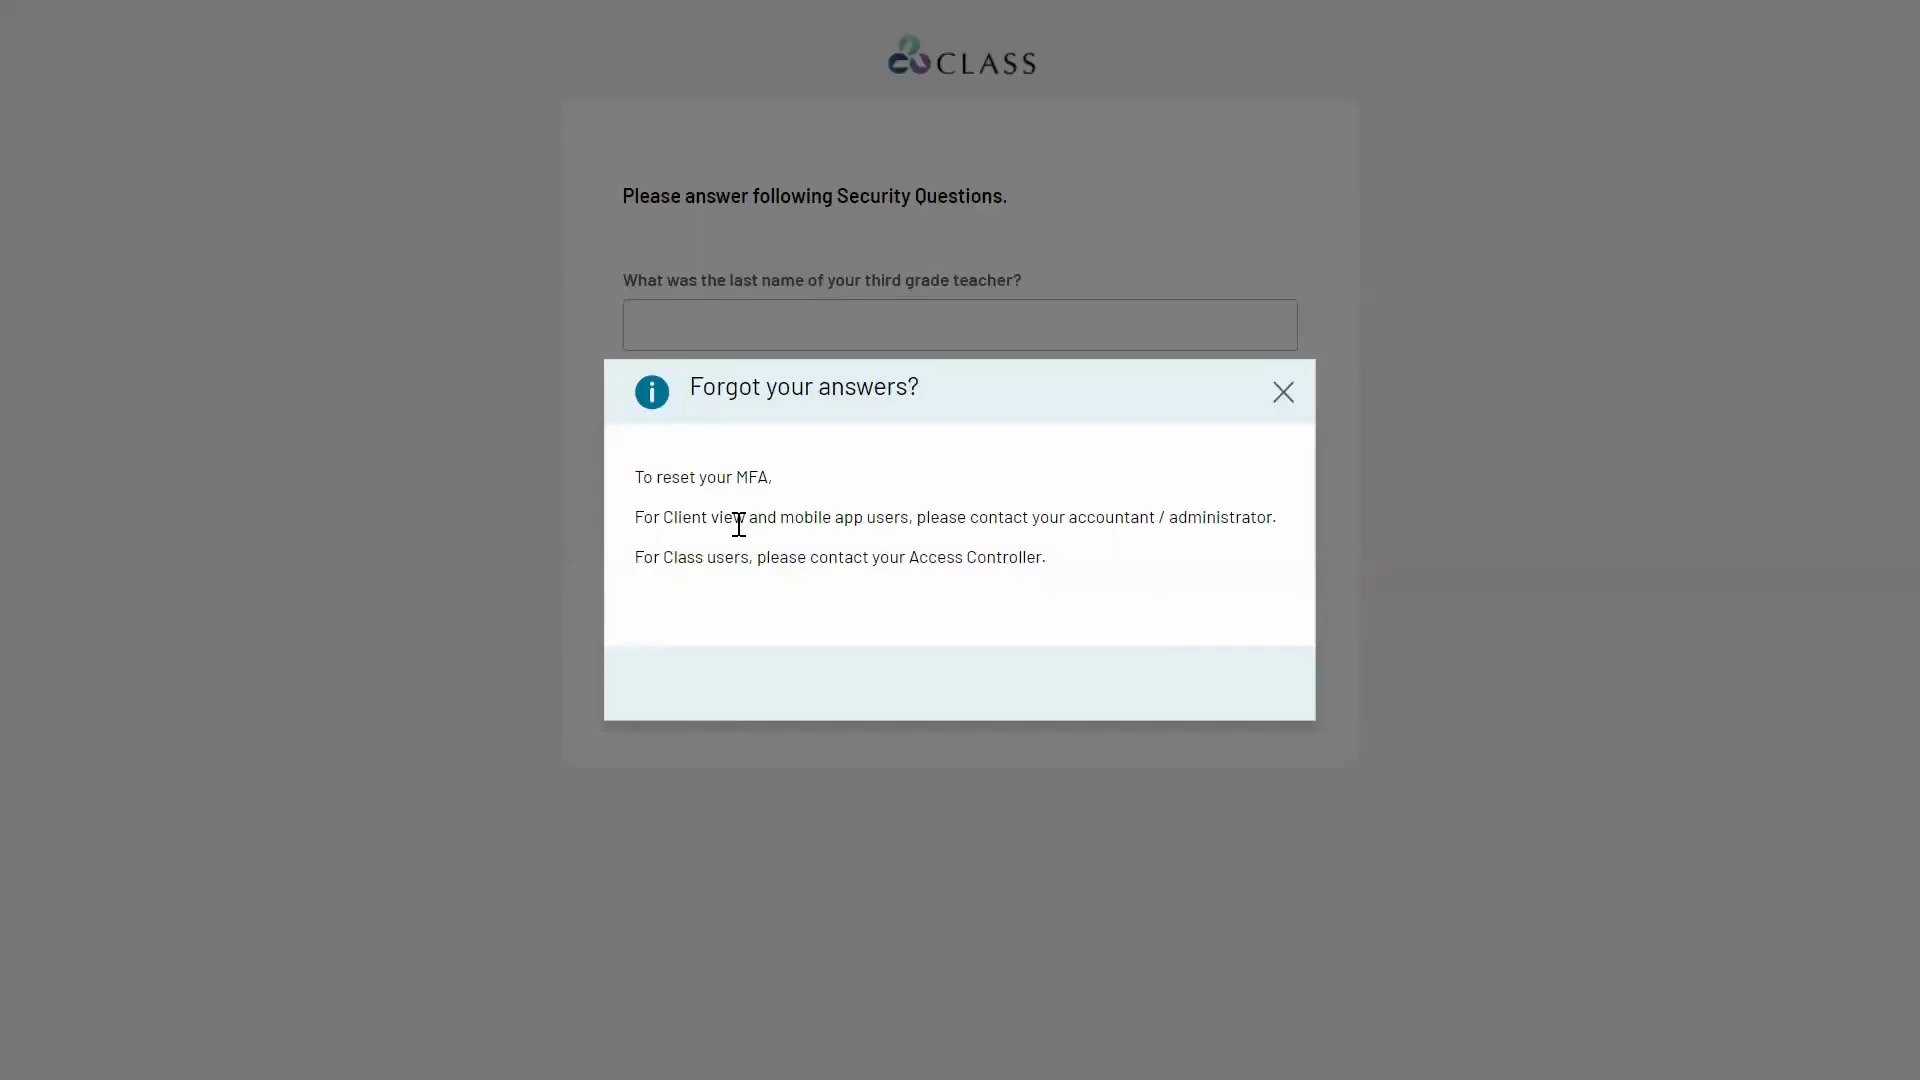 CLASS
Please answer following Security Questions.
What was the last name of your third grade teacher?
Forgot your answers?
To reset your MFA,
For Client view and mobile app users, please contact your accountant / administrator.
For Class users, please contact your Access Controller.